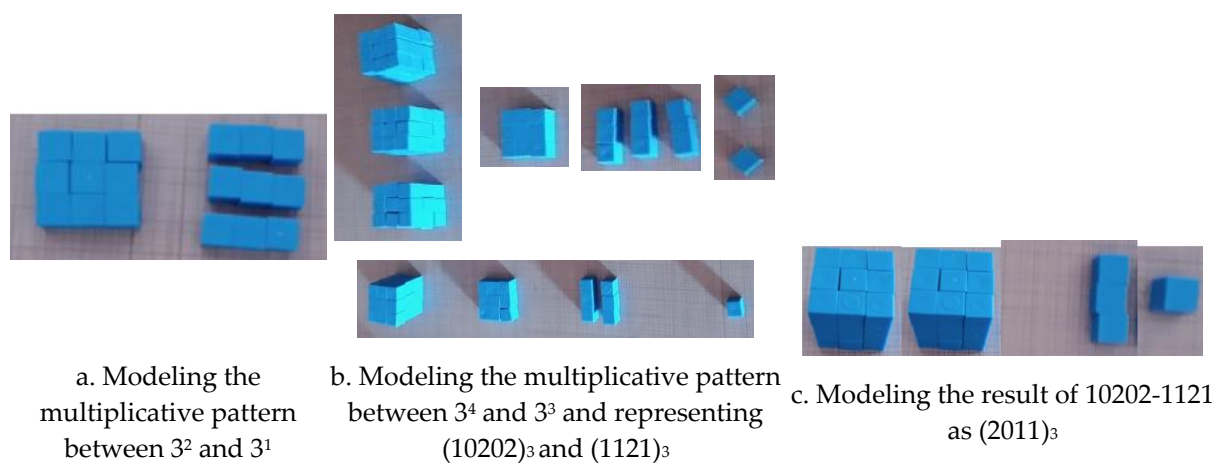 a. Modeling the
multiplicative pattern
between 3² and 3¹
b. Modeling the multiplicative pattern
between 3⁴ and 3³ and representing
(10202)₃ and (1121)₃
c. Modeling the result of 10202-1121
as (2011)₃